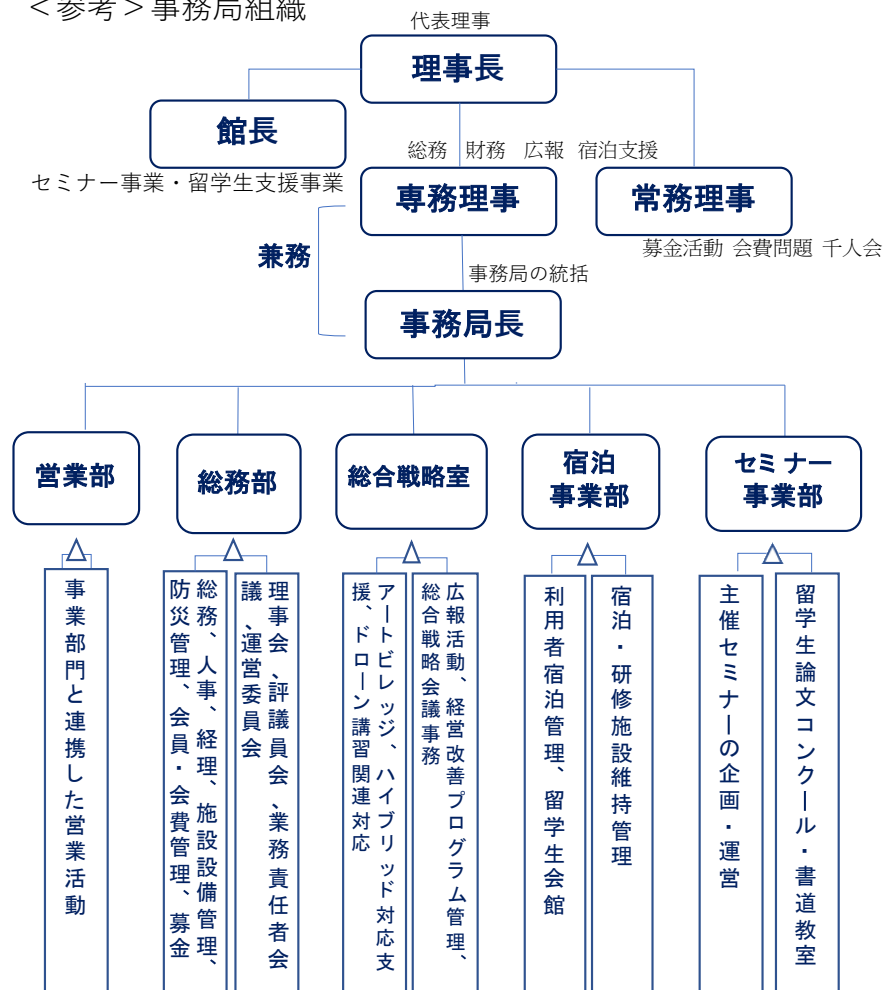 ＜参考＞事務局組織
代表理事
理事長
館長
セミナー事業・留学生支援事業
総務 財務 広報 宿泊支援
専務理事
常務理事
募金活動 会費問題 千人会
兼務
事務局の統括
事務局長
営業部
総務部
総合戦略室
宿泊
事業部
セミナー
事業部
事業部門と連携した営業活動
理事会、評議員会、業務責任者会
議、運営委員会
総務、人事、経理、施設設備管理、
防災管理、会員・会費管理、募金
広報活動、経営改善プログラム管理、
総合戦略会議事務
アートビレッジ、ハイブリッド対応支
援、ドローン講習関連対応
宿泊・研修施設維持管理
利用者宿泊管理、留学生会館
留学生論文コンクール・書道教室
主催セミナーの企画・運営